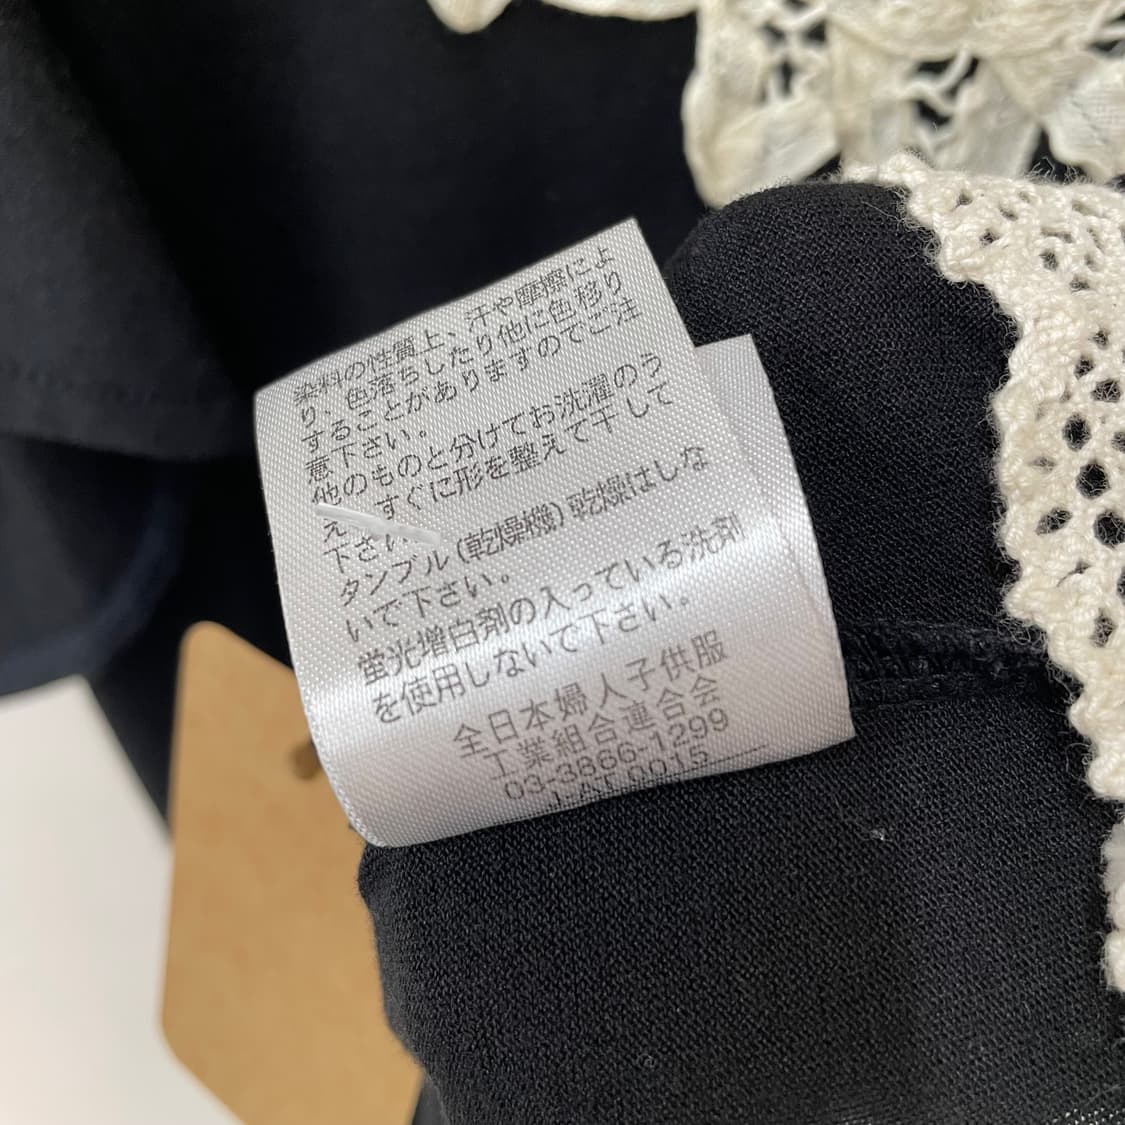 染料の性質上、汗や摩擦によ
り、色落ちしたり他に色移り
することがありますのでご注
意下さい。
他のものと分けてお洗濯のう
え、すぐに形を整えて干して
下さい
タンブル(乾燥機)乾燥はしな
いで下さい。
蛍光増白剤の入っている洗剤
を使用しないで下さい。
全日本婦人子供服
工業組合連合会
03-3866-1299
0015